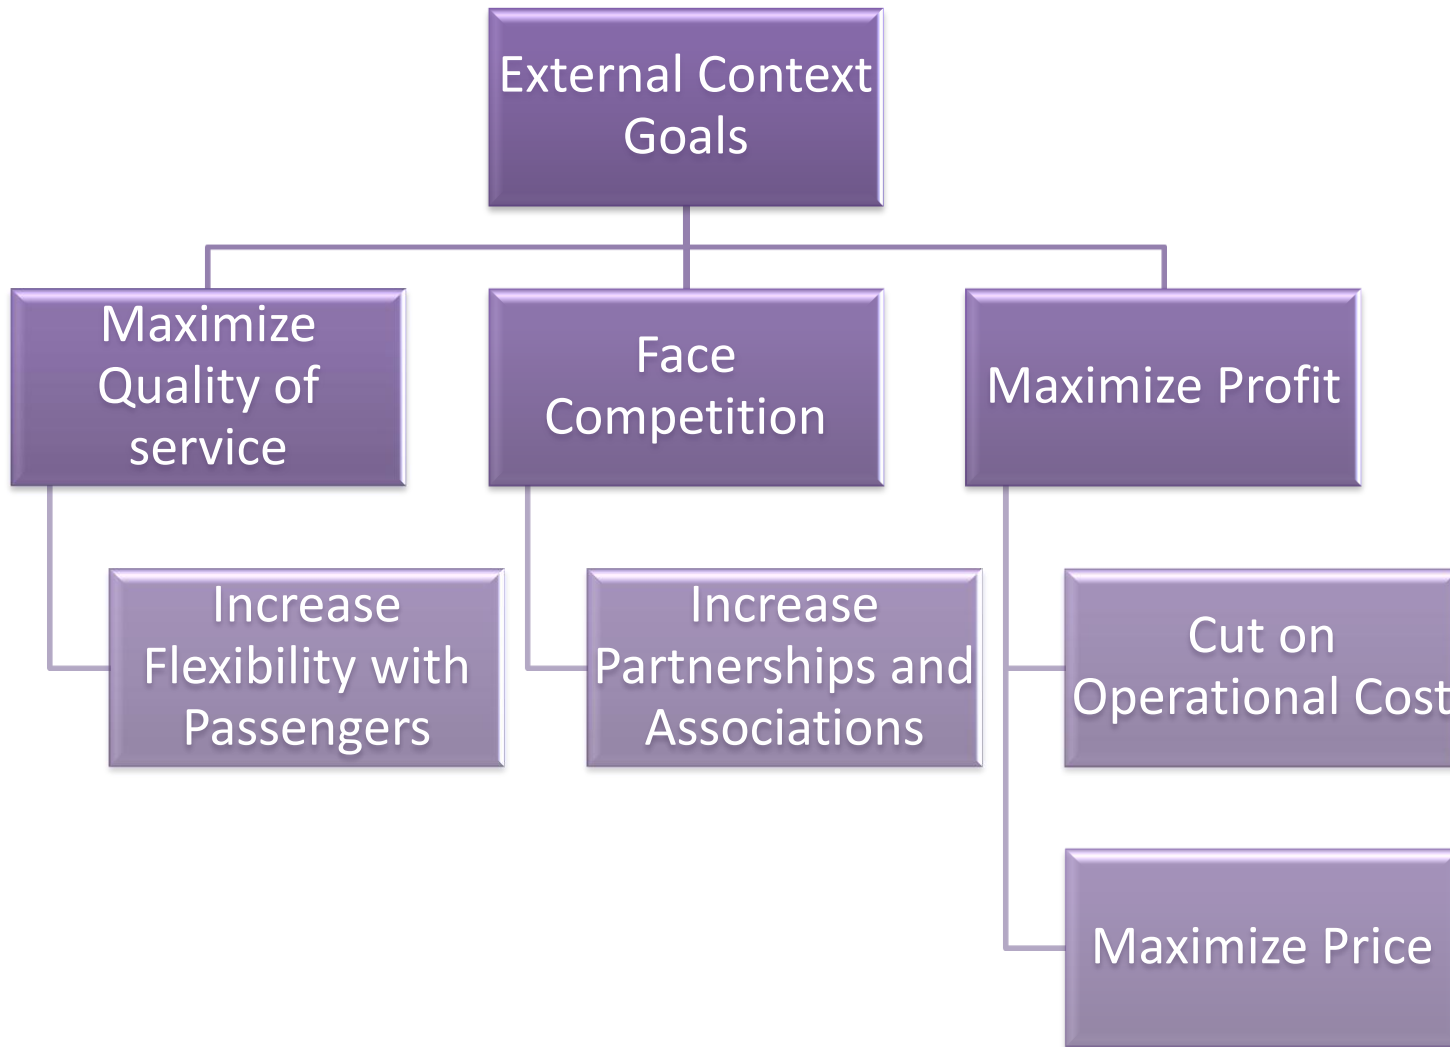 External Context
Goals
Maximize
Quality of
service
Face
Competition
Maximize Profit
Increase
Flexibility with
Passengers
Increase
Partnerships and
Associations
Cut on
Operational Cost
Maximize Price